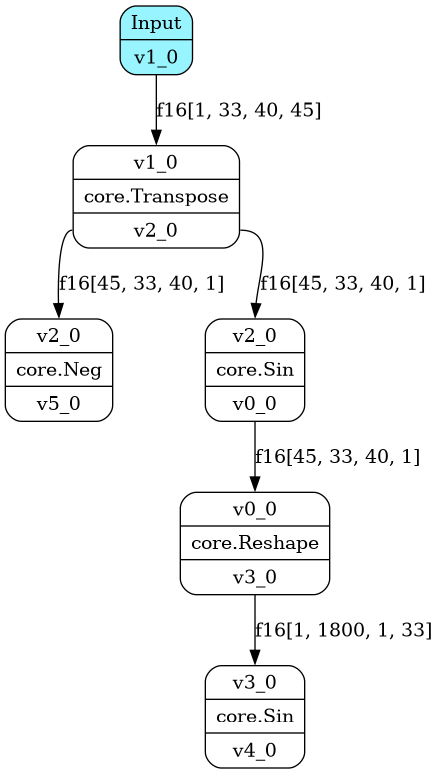 Input
v1_0
f16[1, 33, 40, 45]
v1_0
core.Transpose
v2_0
f16[45, 33, 40, 1]
f16[45, 33, 40, 1]
v2_0
core.Neg
v5_0
v2_0
core.Sin
v0_0
f16[45, 33, 40, 1]
v0_0
core.Reshape
v3_0
f16[1, 1800, 1, 33]
v3_0
core.Sin
v4_0